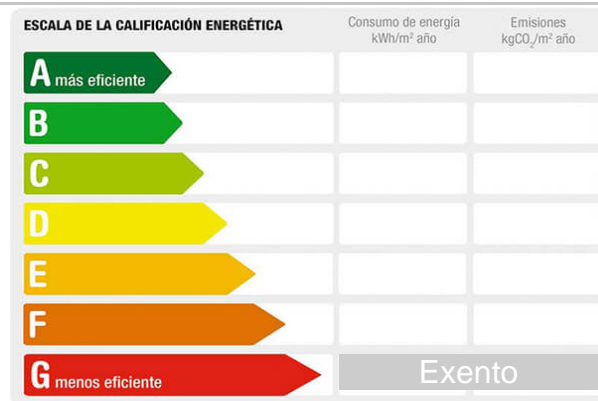 ESCALA DE LA CALIFICACIÓN ENERGÉTICA
Consumo de energía
kWh/m² año
Emisiones
kgCO₂/m² año
A más eficiente
B
C
D
E
F
G menos eficiente
Exento